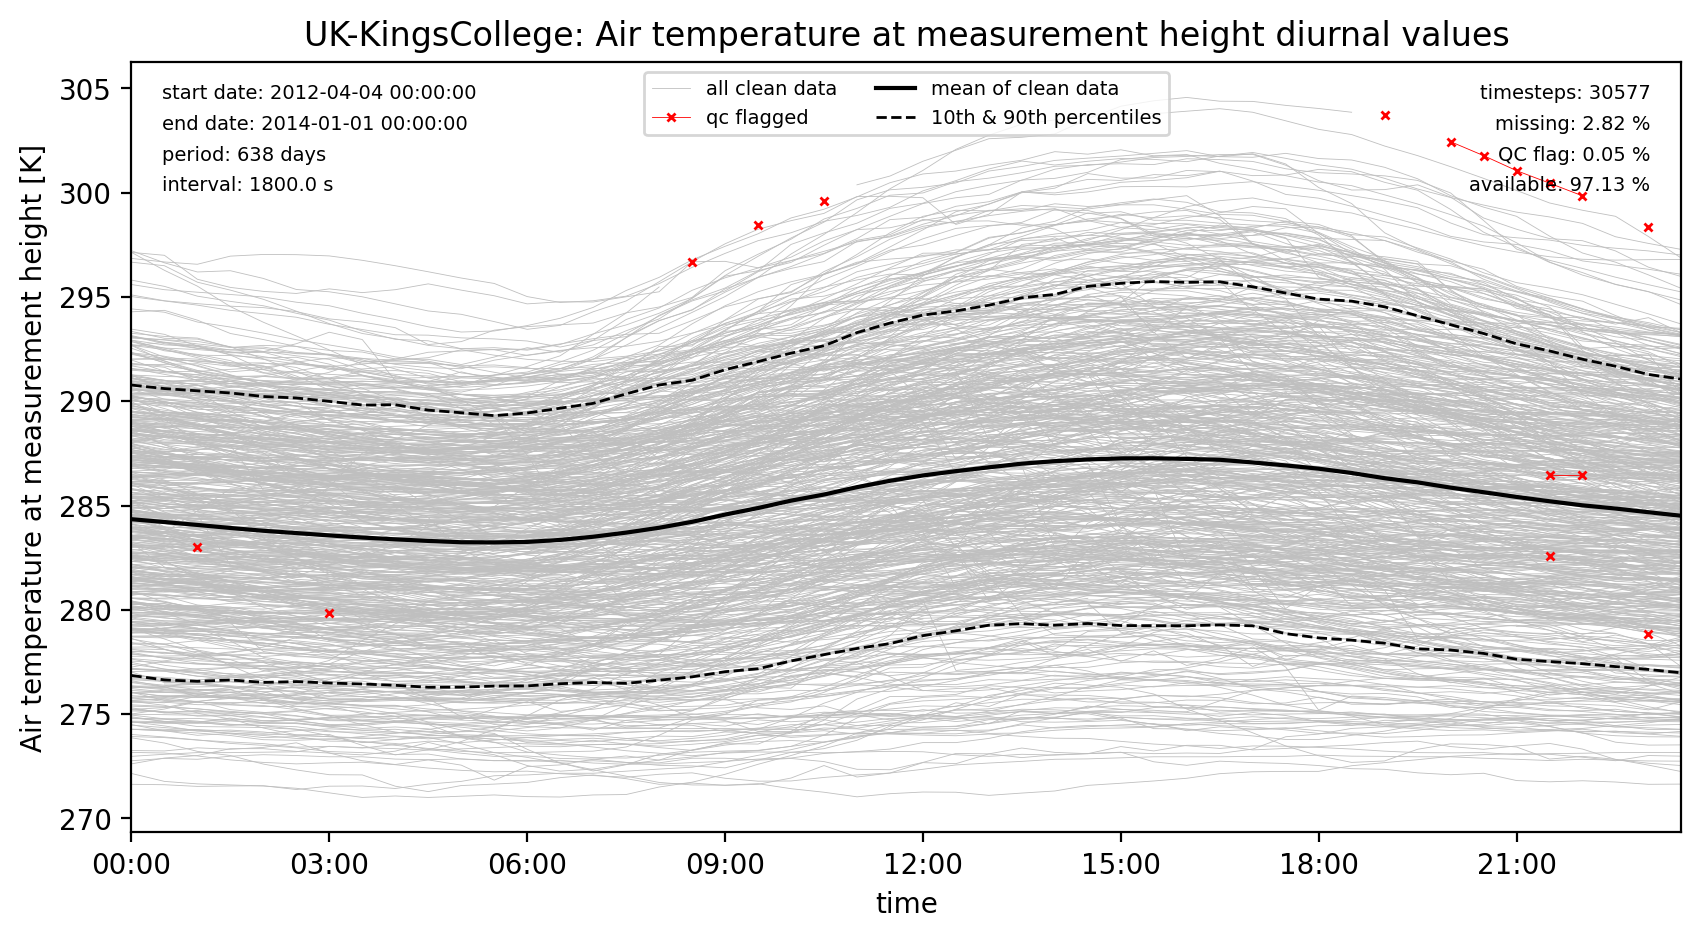 UK-KingsCollege: Air temperature at measurement height diurnal values
start date: 2012-04-04 00:00:00
end date: 2014-01-01 00:00:00
period: 638 days
interval: 1800.0 s
all clean data
qc flagged
mean of clean data
10th & 90th percentiles
timesteps: 30577
missing: 2.82 %
QC flag: 0.05 %
available: 97.13 %
Air temperature at measurement height [K]
305
300
295
290
285
280
275
270
00:00
03:00
06:00
09:00
12:00
15:00
18:00
21:00
time